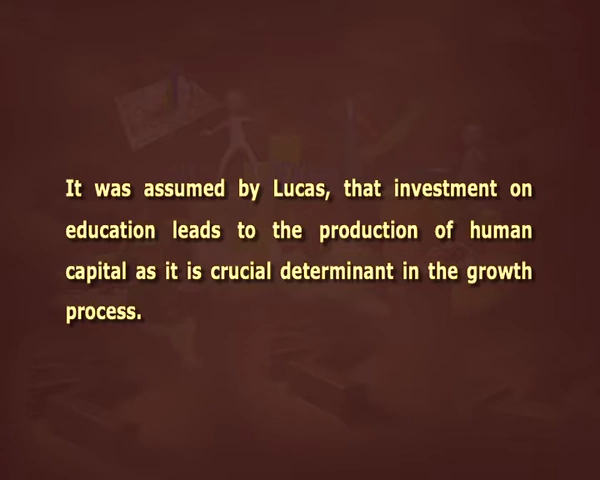 It was assumed by Lucas, that investment on
education leads to the production of human
capital as it is crucial determinant in the growth
process.